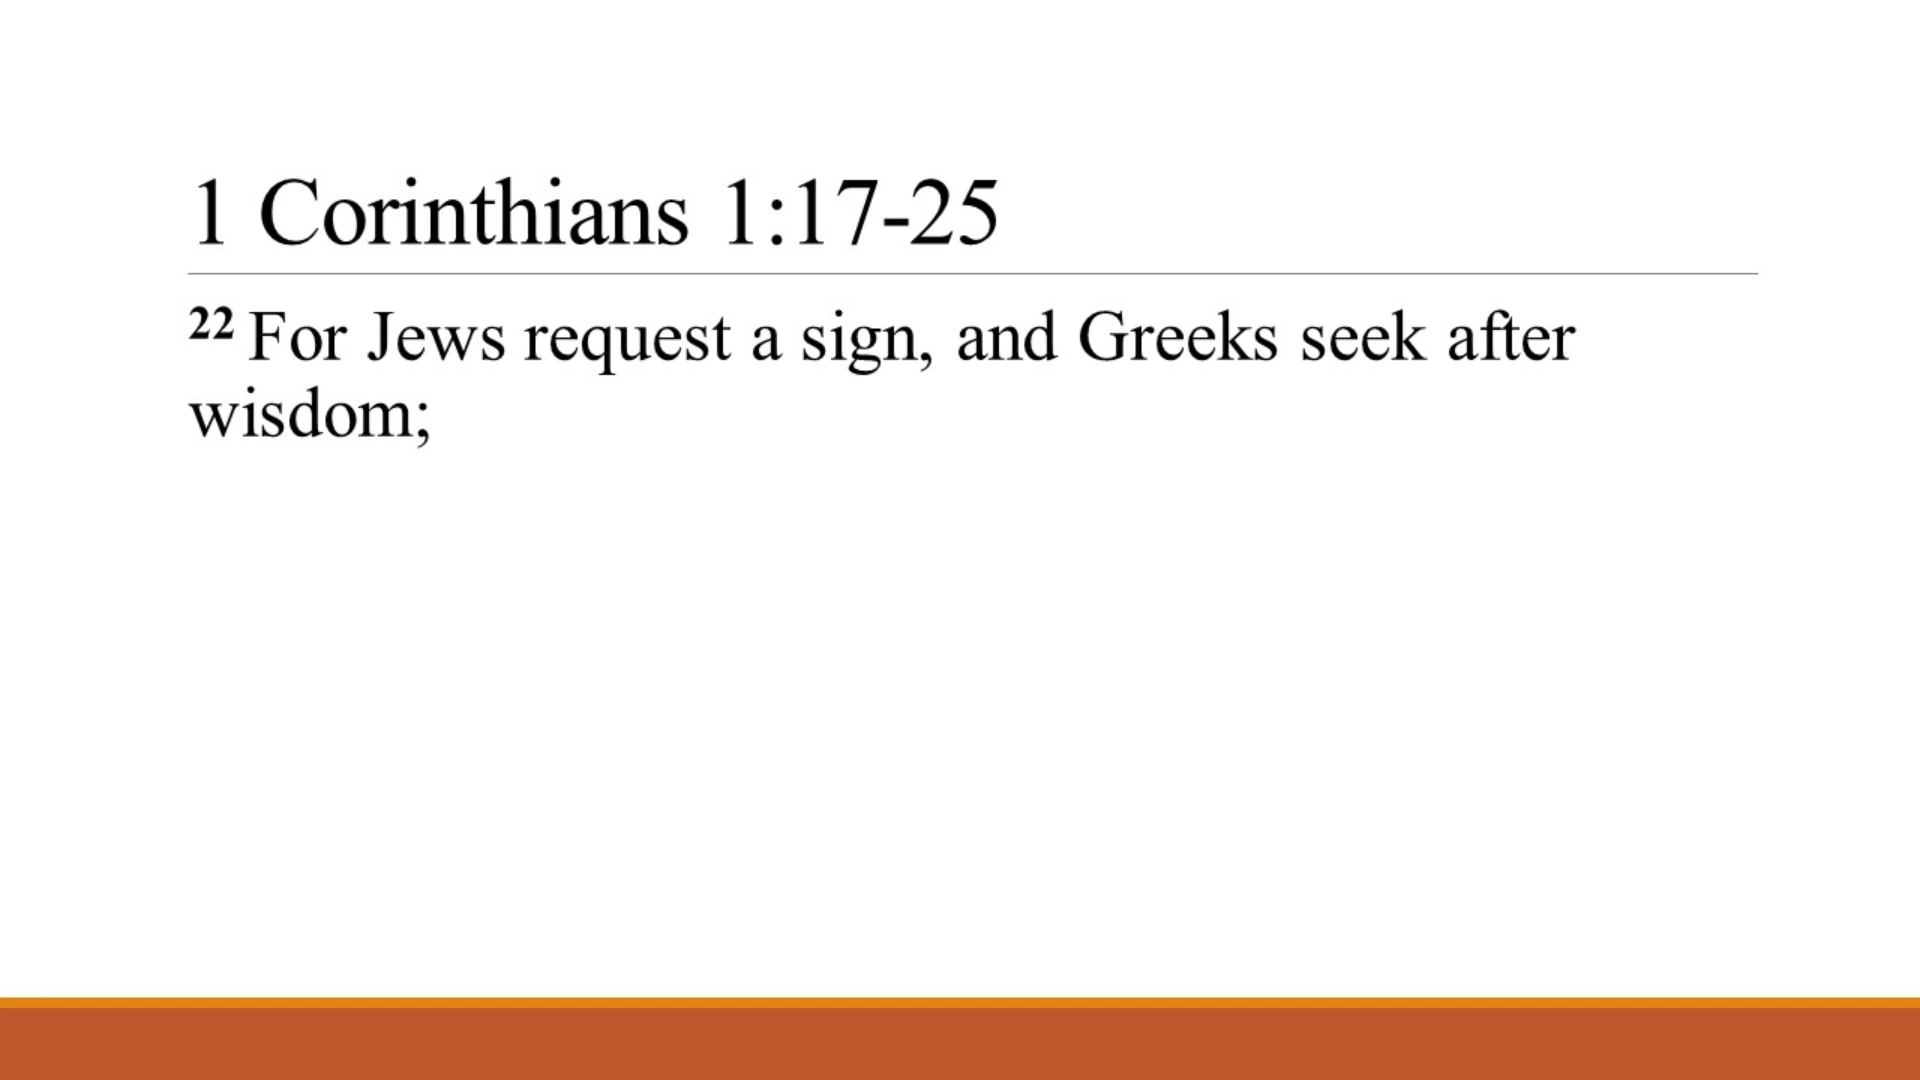 1 Corinthians 1:17-25
22 For Jews request a sign, and Greeks seek after
wisdom;